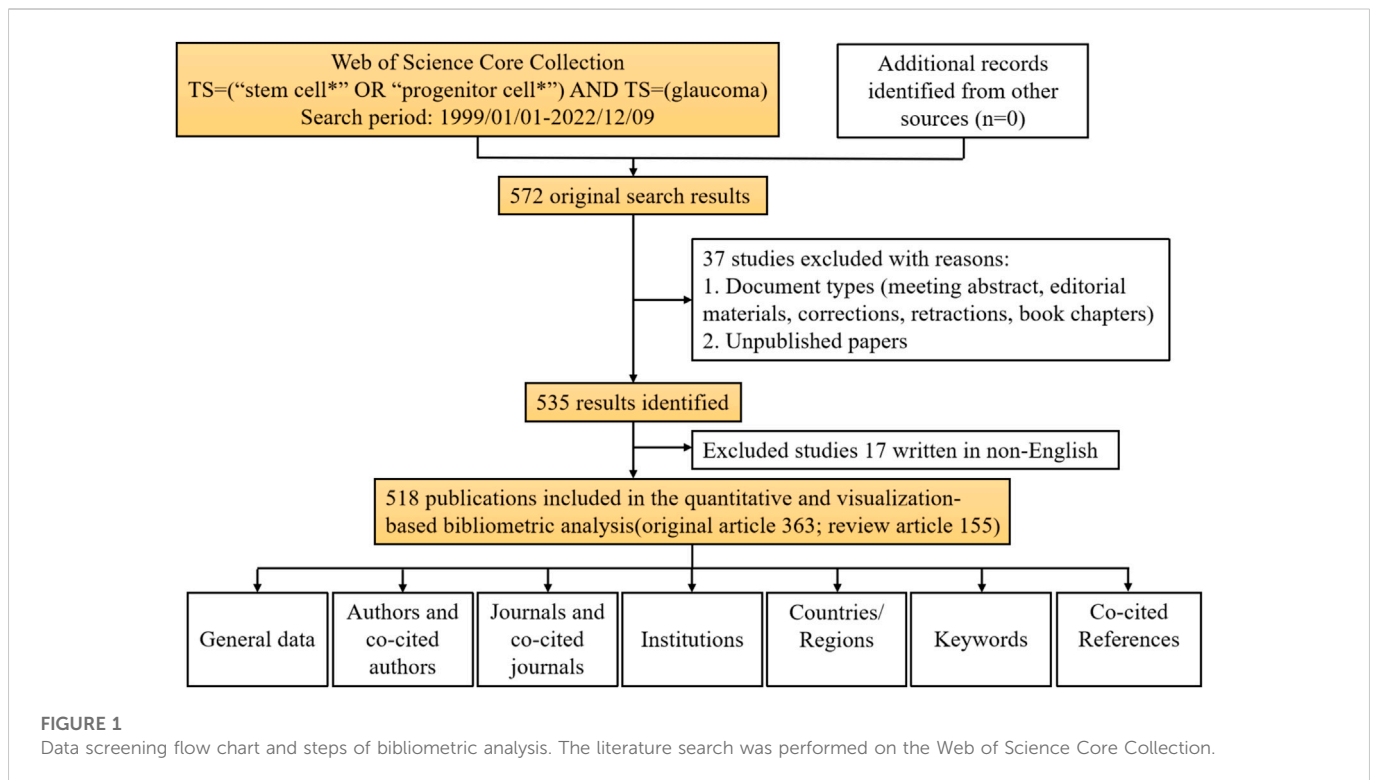 Web of Science Core Collection
TS=(“stem cell*” OR “progenitor cell*”) AND TS=(glaucoma)
Search period: 1999/01/01-2022/12/09
Additional records
identified from other
sources (n=0)
572 original search results
37 studies excluded with reasons:
1. Document types (meeting abstract, editorial
materials, corrections, retractions, book chapters)
2. Unpublished papers
535 results identified
Excluded studies 17 written in non-English
518 publications included in the quantitative and visualization-
based bibliometric analysis(original article 363; review article 155)
General data
Authors and
co-cited
authors
Journals and
co-cited
journals
Institutions
Countries/
Regions
Keywords
Co-cited
References
FIGURE 1
Data screening flow chart and steps of bibliometric analysis. The literature search was performed on the Web of Science Core Collection.